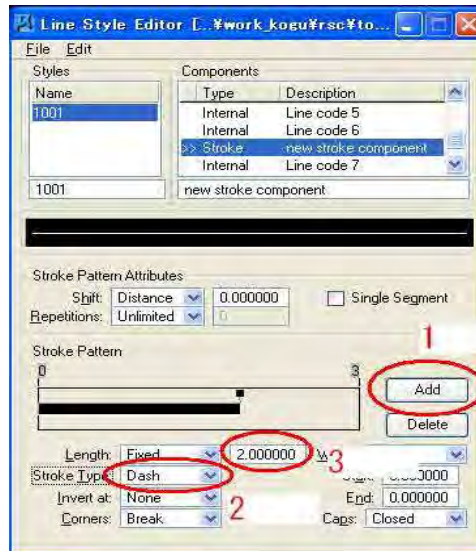 Line Style Editor [..¥work_kogu¥rsc¥to...
File Edit
Styles
Components
Name
Type Description
1001
Internal Line code 5
Internal Line code 6
>> Stroke new stroke component
Internal Line code 7
1001
new stroke component
Stroke Pattern Attributes
Shift: Distance 0.000000 Single Segment
Repetitions: Unlimited 0
1
Stroke Pattern
0 3
Add
Delete
Length: Fixed 2.000000
3
Stroke Type: Dash
Invert at: None End: 0.000000
2
Corners: Break Caps: Closed